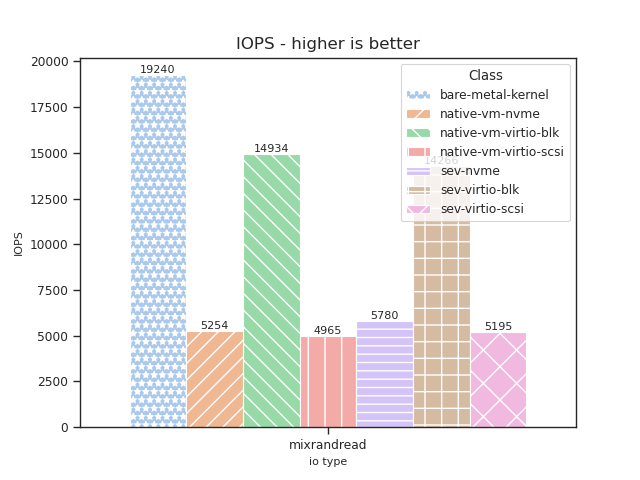 IOPS - higher is better
20000
17500
15000
12500
10000
7500
5000
2500
0
IOPS
19240
5254
14934
4965
5780
14266
5195
Class
bare-metal-kernel
native-vm-nvme
native-vm-virtio-blk
native-vm-virtio-scsi
sev-nvme
sev-virtio-blk
sev-virtio-scsi
mixrandread
io type